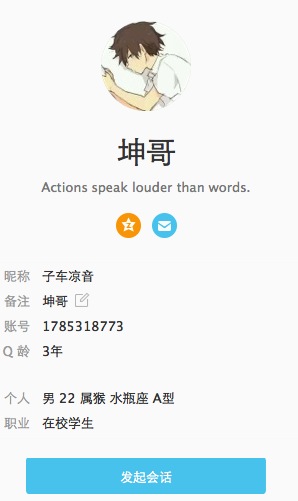 坤哥
Actions speak louder than words.
昵称 子车凉音
备注 坤哥
账号 1785318773
Q 龄 3年
个人 男 22 属猴 水瓶座 A型
职业 在校学生
发起会话